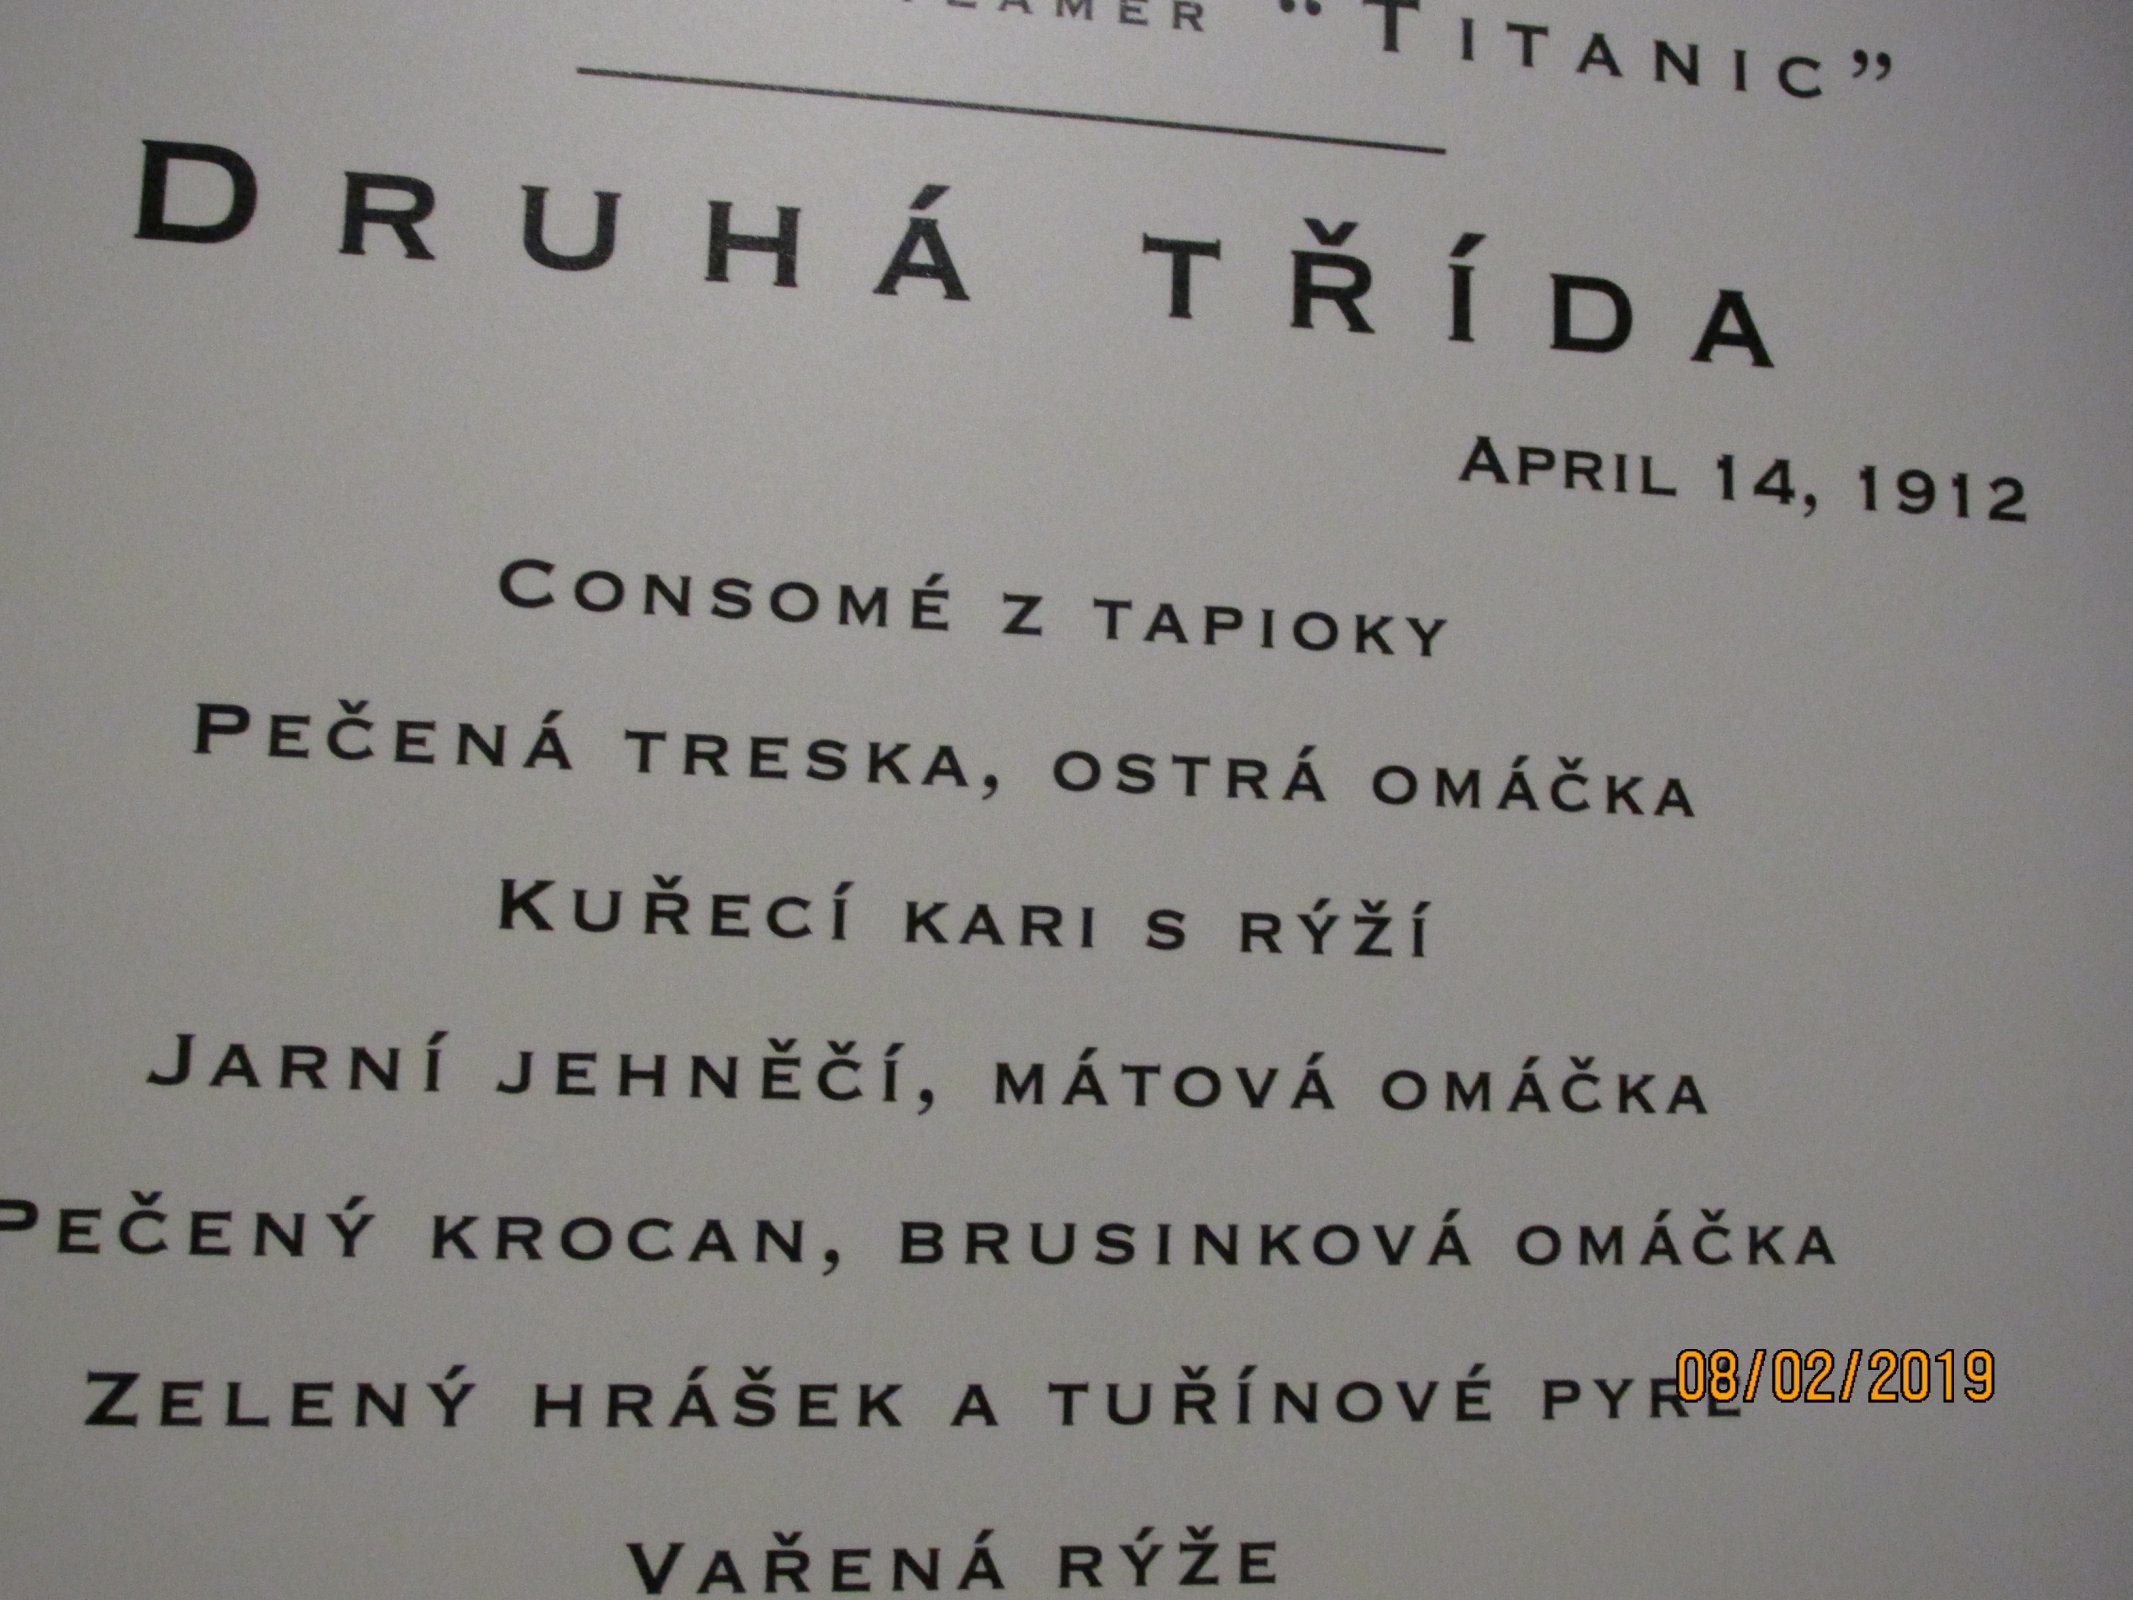 “TITANIC”
DRUHÁ TŘÍDA
APRIL 14, 1912
CONSOMÉ Z TAPIOKY
PEČENÁ TRESKA, OSTRÁ OMÁČKA
KUŘECÍ KARI S RÝŽÍ
JARNÍ JEHNĚČÍ, MÁTOVÁ OMÁČKA
PEČENÝ KROCAN, BRUSINKOVÁ OMÁČKA
ZELENÝ HRÁŠEK A TUŘÍNOVÉ PYRÉ
08/02/2019
VAŘENÁ RÝŽE